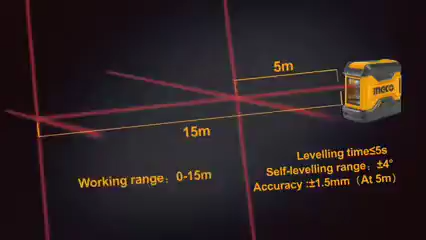 5m
INGCO
15m
Levelling time≤5s
Working range：0-15m
Self-levelling range：±4°
Accuracy :±1.5mm（At 5m）